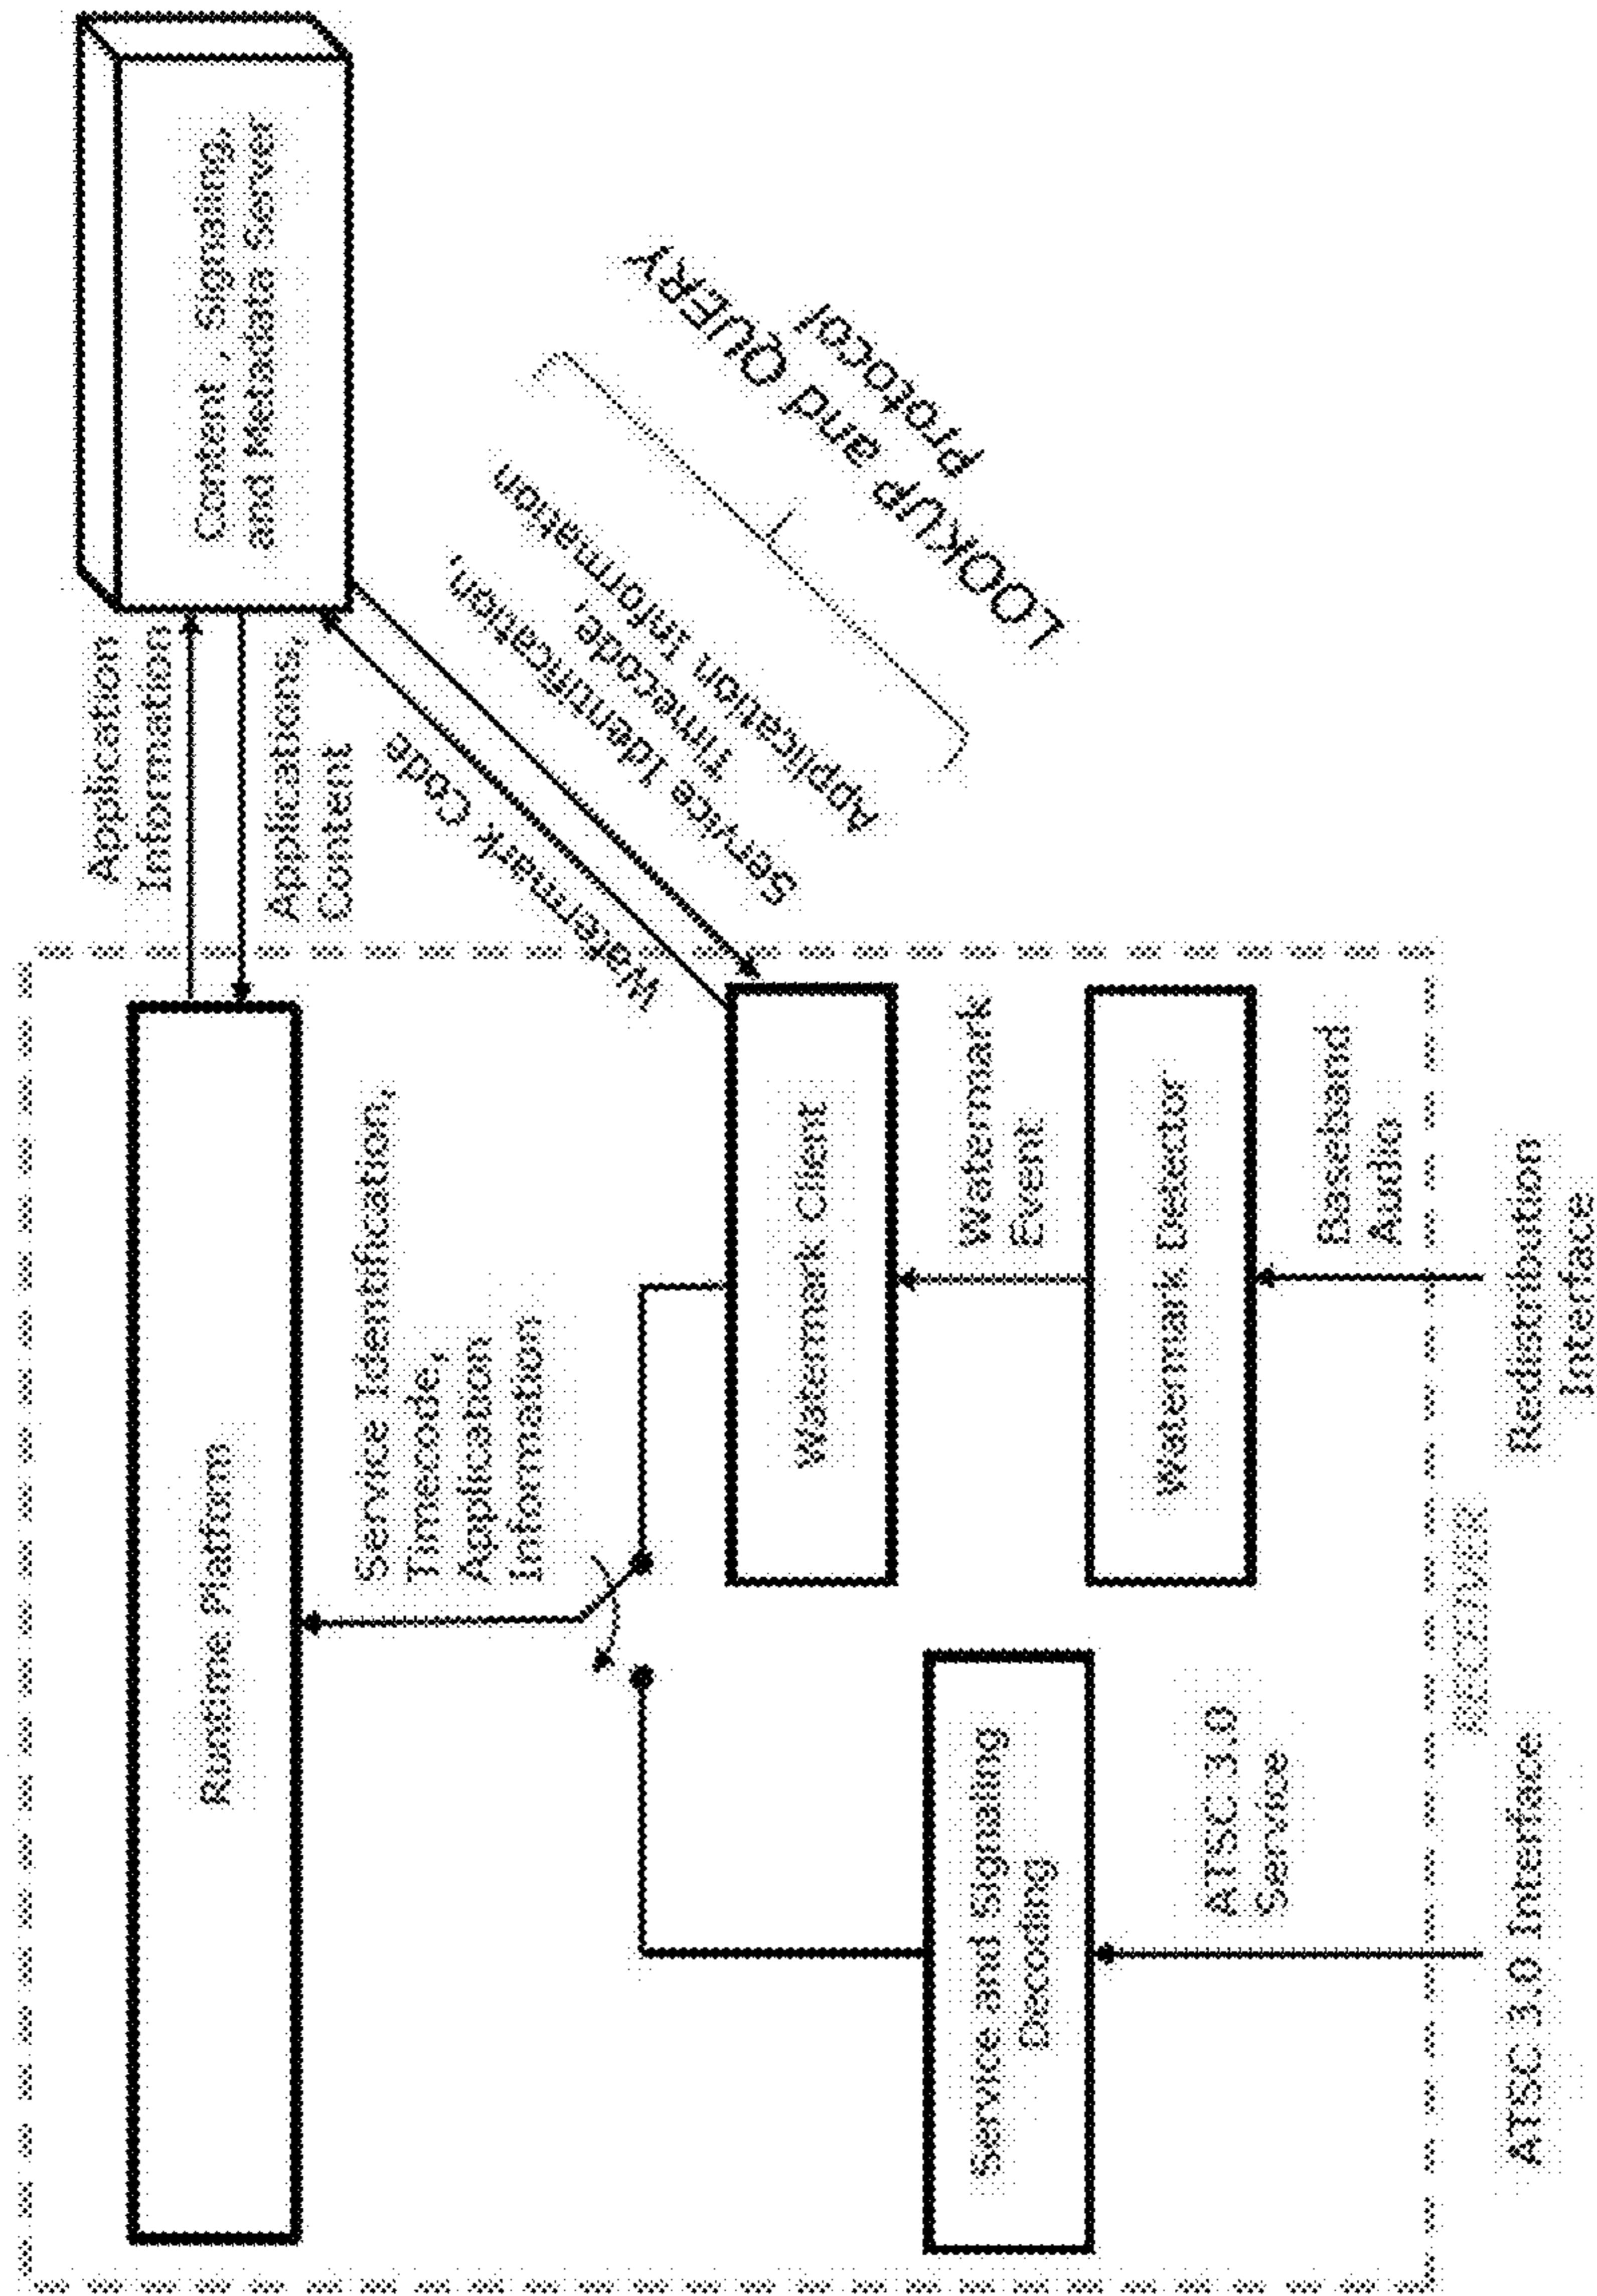 Content , Signaling,
and Metadata Server
Application
Information
Applications,
Content
Runtime Platform
Watermark Code
Service Identification,
Timecode,
Application Information
LOOKUP and QUERY
Protocol
Service Identification,
Timecode,
Application
Information
Watermark Client
Watermark
Event
Watermark Detector
Service and Signaling
Decoding
Baseband
Audio
ATSC 3.0
Service
RECEIVER
ATSC 3.0 Interface
Redistribution
Interface